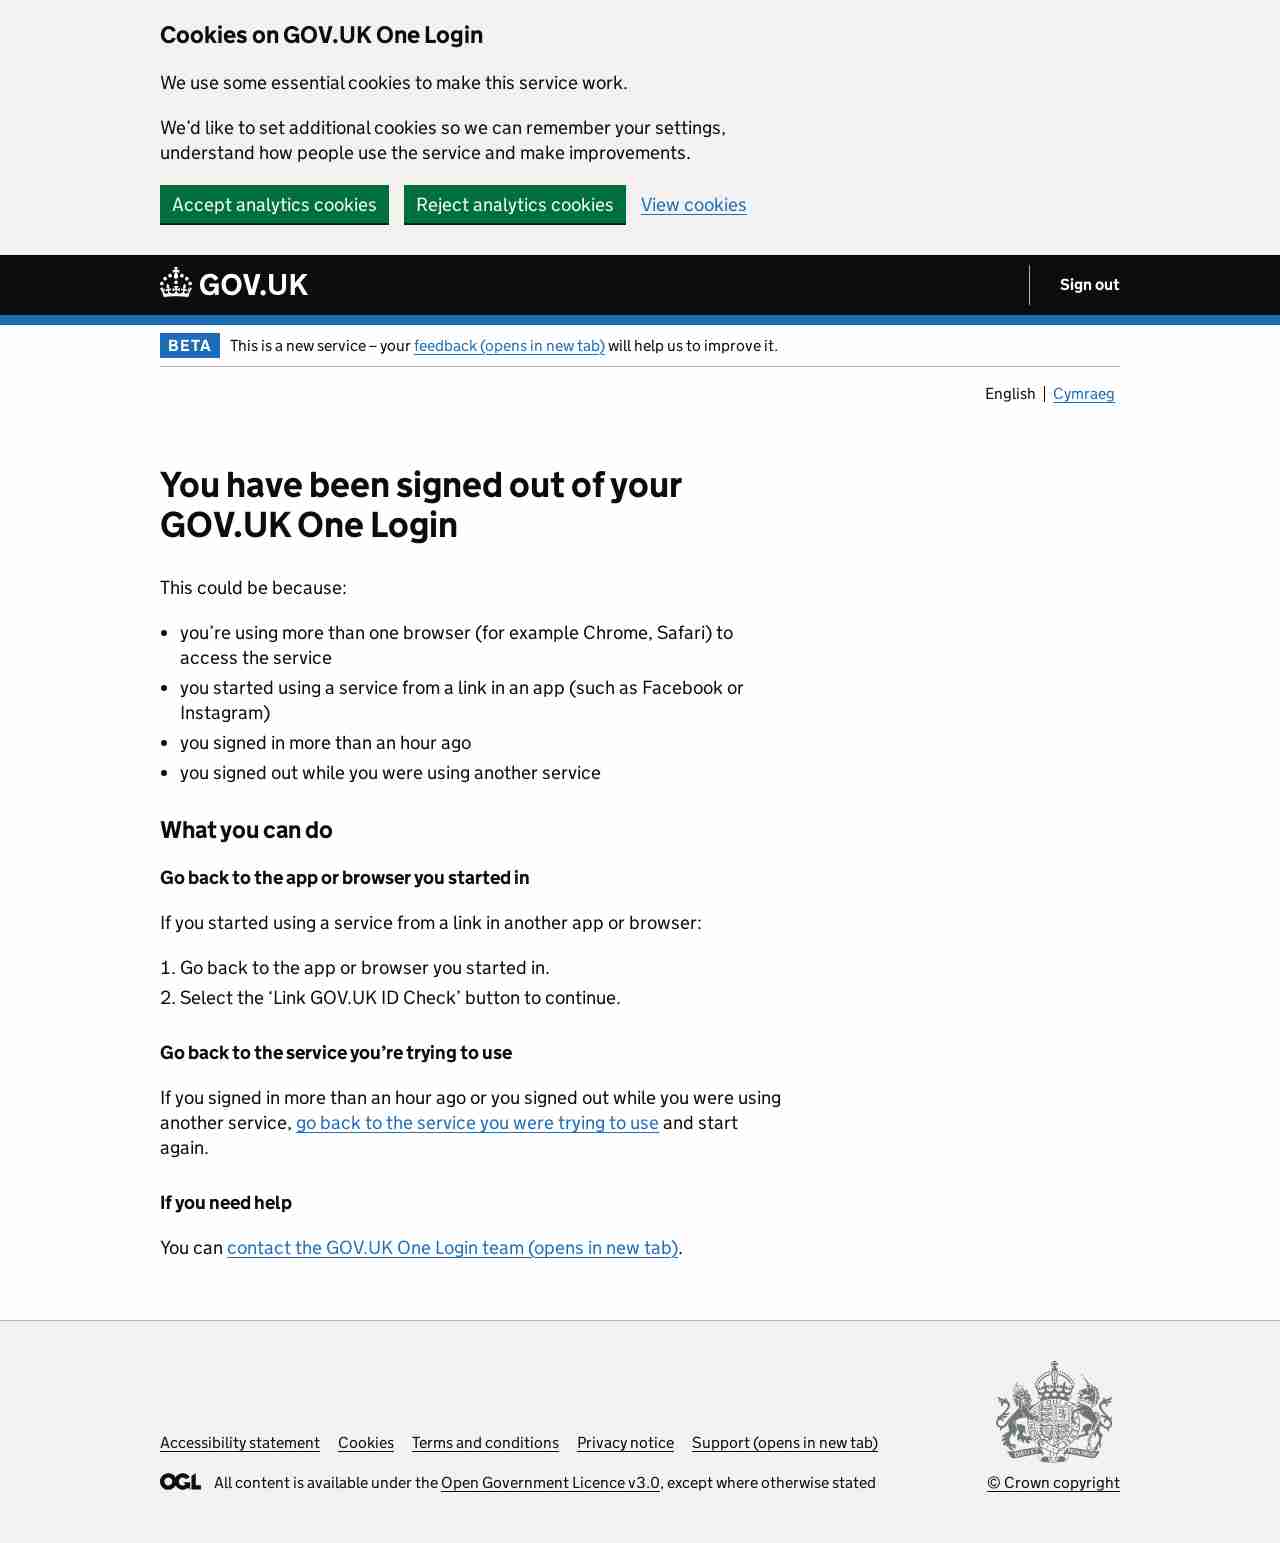 Cookies on GOV.UK One Login
We use some essential cookies to make this service work.
We’d like to set additional cookies so we can remember your settings,
understand how people use the service and make improvements.
Accept analytics cookies Reject analytics cookies View cookies
GOV.UK Sign out
BETA This is a new service – your feedback (opens in new tab) will help us to improve it.
English Cymraeg
You have been signed out of your
GOV.UK One Login
This could be because:
• you’re using more than one browser (for example Chrome, Safari) to
access the service
• you started using a service from a link in an app (such as Facebook or
Instagram)
• you signed in more than an hour ago
• you signed out while you were using another service
What you can do
Go back to the app or browser you started in
If you started using a service from a link in another app or browser:
1. Go back to the app or browser you started in.
2. Select the ‘Link GOV.UK ID Check’ button to continue.
Go back to the service you’re trying to use
If you signed in more than an hour ago or you signed out while you were using
another service, go back to the service you were trying to use and start
again.
If you need help
You can contact the GOV.UK One Login team (opens in new tab).
Accessibility statement Cookies Terms and conditions Privacy notice Support (opens in new tab)
OGL All content is available under the Open Government Licence v3.0, except where otherwise stated
© Crown copyright